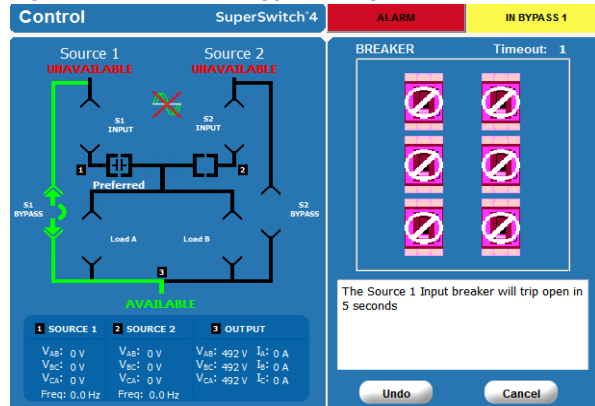 Control
SuperSwitch®4
ALARM
IN BYPASS 1
Source 1
Source 2
UNAVAILABLE
UNAVAILABLE
S1
INPUT
S2
INPUT
1
2
Preferred
S1
BYPASS
S2
BYPASS
Load A
Load B
3
AVAILABLE
1 SOURCE 1
2 SOURCE 2
3 OUTPUT
VAB: 0 V
VBC: 0 V
VCA: 0 V
Freq: 0.0 Hz
VAB: 0 V
VBC: 0 V
VCA: 0 V
Freq: 0.0 Hz
VAB: 492 V IA: 0 A
VBC: 492 V IB: 0 A
VCA: 492 V IC: 0 A
BREAKER
Timeout: 1
The Source 1 Input breaker will trip open in
5 seconds
Undo
Cancel